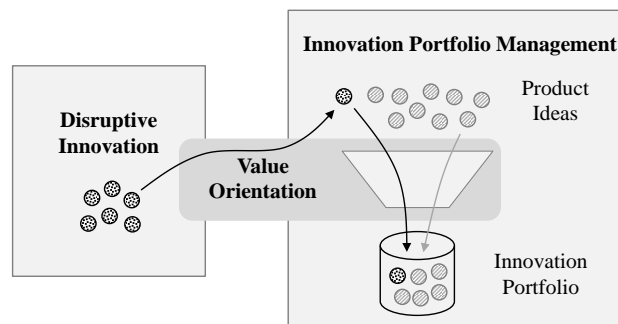 Innovation Portfolio Management
Disruptive
Innovation
Product
Ideas
Value
Orientation
Innovation
Portfolio